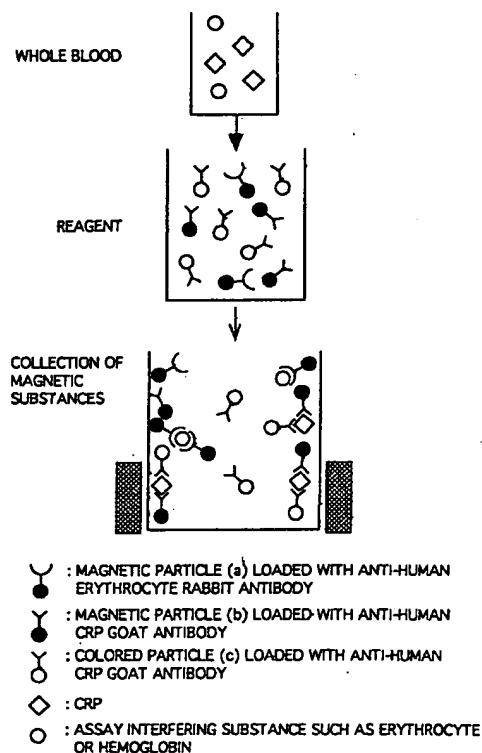 WHOLE BLOOD
REAGENT
COLLECTION OF
MAGNETIC
SUBSTANCES
: MAGNETIC PARTICLE (a) LOADED WITH ANTI-HUMAN
ERYTHROCYTE RABBIT ANTIBODY
: MAGNETIC PARTICLE (b) LOADED WITH ANTI-HUMAN
CRP GOAT ANTIBODY
: COLORED PARTICLE (c) LOADED WITH ANTI-HUMAN
CRP GOAT ANTIBODY
: CRP
: ASSAY INTERFERING SUBSTANCE SUCH AS ERYTHROCYTE
OR HEMOGLOBIN